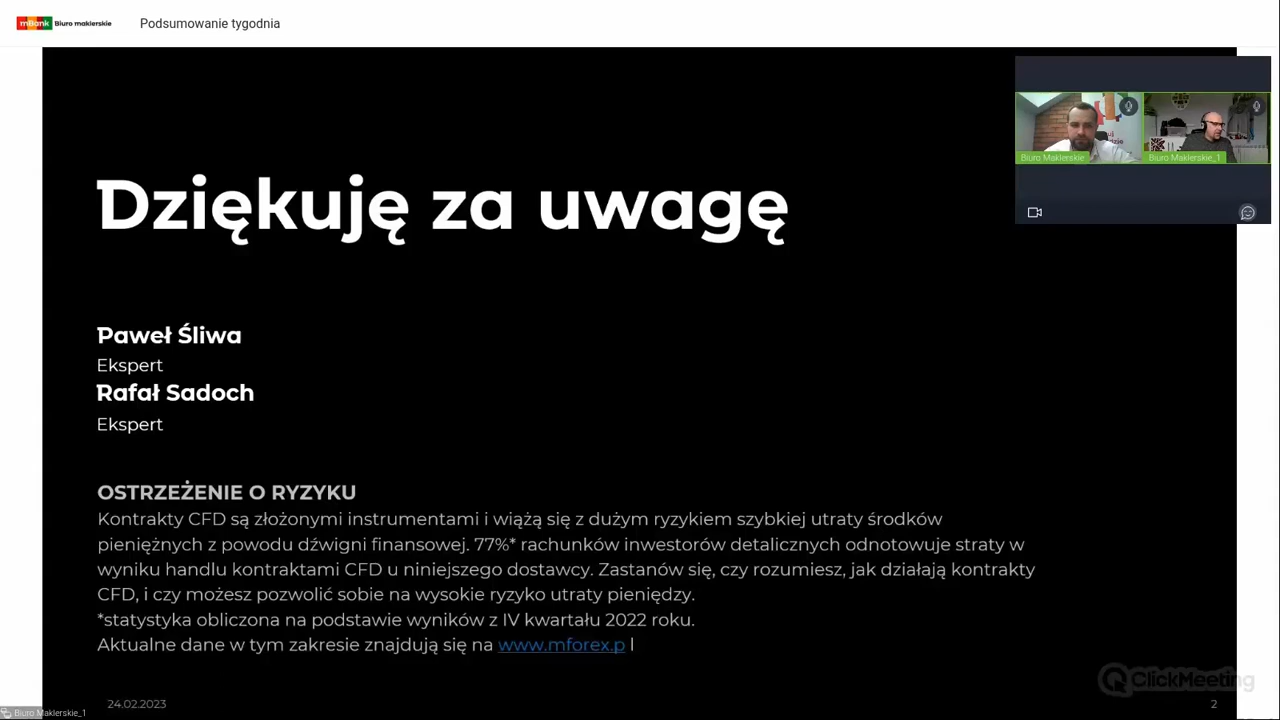 mBank Biuro maklerskie
Podsumowanie tygodnia
Dziękuję za uwagę
Biuro Maklerskie
Biuro Maklerskie_1
Paweł Śliwa
Ekspert
Rafał Sadoch
Ekspert
OSTRZEŻENIE O RYZYKU
Kontrakty CFD są złożonymi instrumentami i wiążą się z dużym ryzykiem szybkiej utraty środków
pieniężnych z powodu dźwigni finansowej. 77%* rachunków inwestorów detalicznych odnotowuje straty w
wyniku handlu kontraktami CFD u niniejszego dostawcy. Zastanów się, czy rozumiesz, jak działają kontrakty
CFD, i czy możesz pozwolić sobie na wysokie ryzyko utraty pieniędzy.
*statystyka obliczona na podstawie wyników z IV kwartału 2022 roku.
Aktualne dane w tym zakresie znajdują się na www.mforex.p l
ClickMeeting
24.02.2023
2
Biuro Maklerskie_1